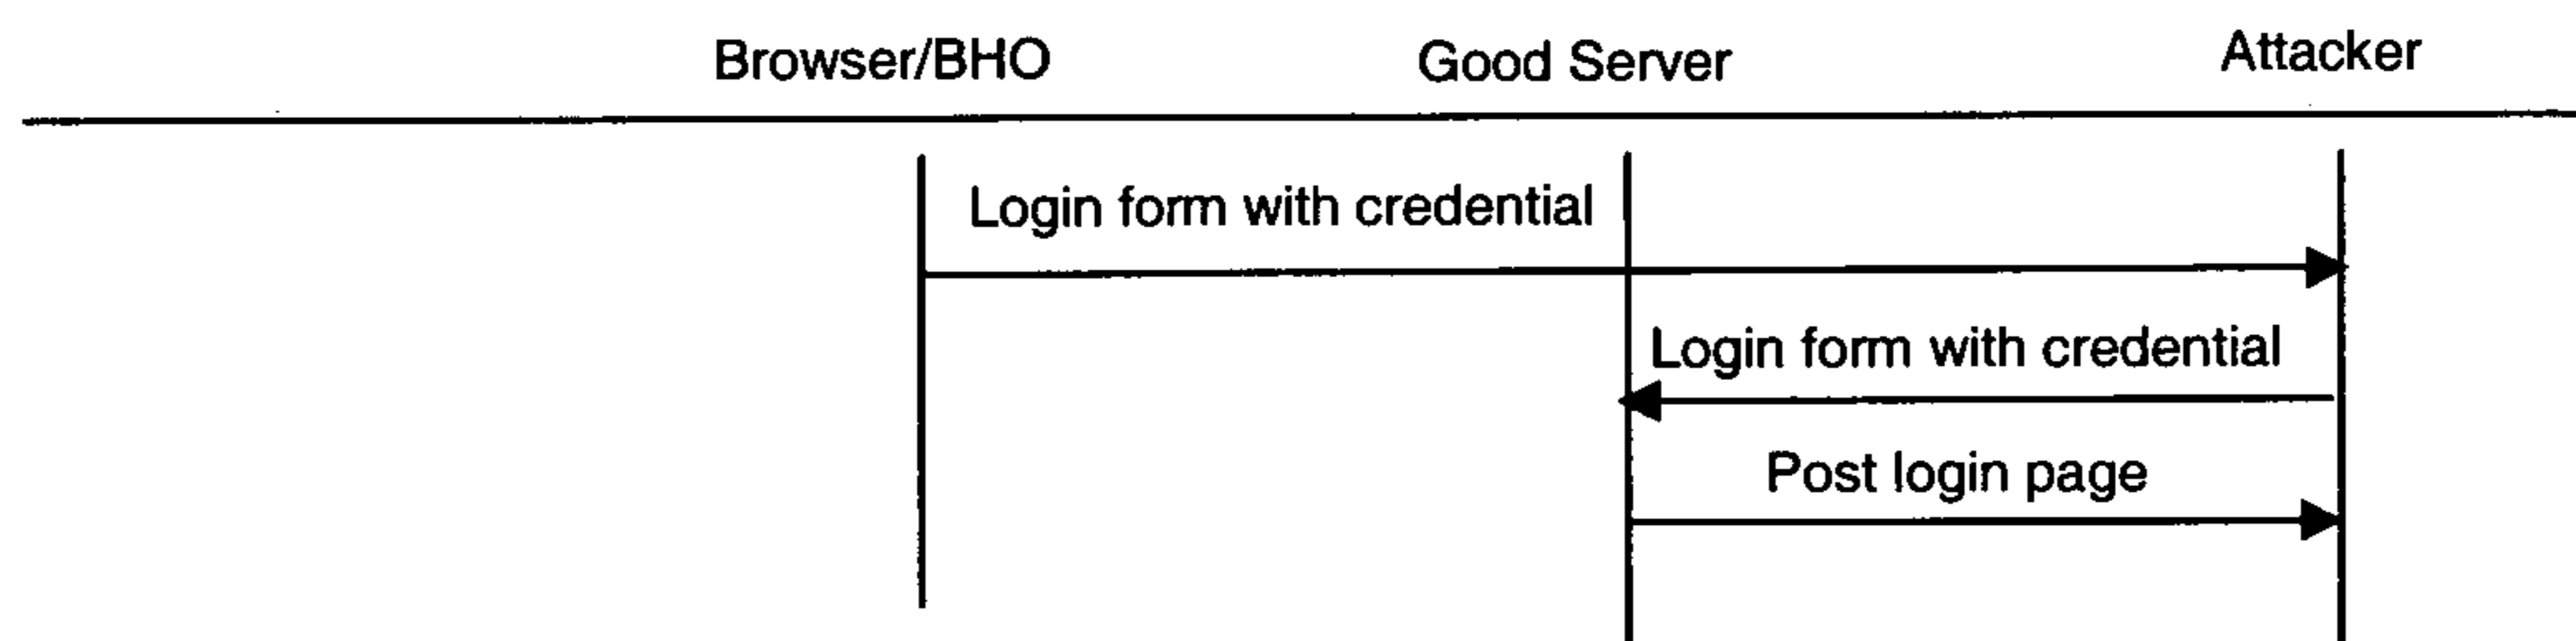 Browser/BHO Good Server Attacker
Login form with credential
Login form with credential
Post login page